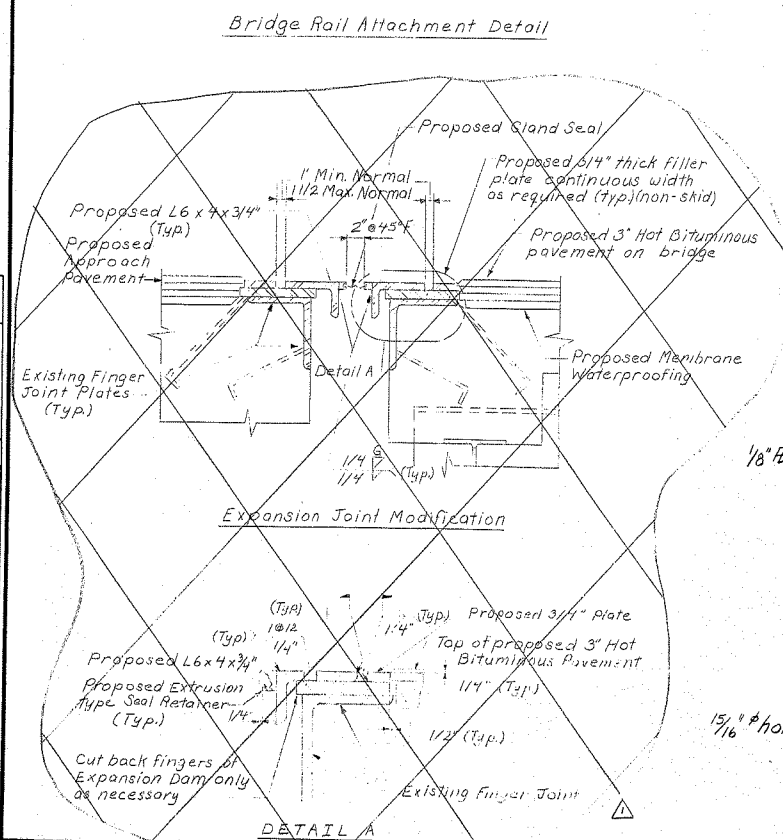 Bridge Rail Attachment Detail
Proposed Gland Seal
1" Min. Normal
1 1/2 Max. Normal
Proposed 3/4" thick filler
plate continuous width
as required (typ)(non-skid)
Proposed L6 x 4 x 3/4"
(Typ.)
2" @ 45°F
Proposed
Approach
Pavement
Proposed 3" Hot Bituminous
pavement on bridge
Detail A
Proposed Membrane
Waterproofing
Existing Finger
Joint Plates
(Typ.)
1/4
1/4
(Typ.)
1/8"
Expansion Joint Modification
(Typ)
1@12
(Typ)
1/4"
1/4"
(Typ.)
Proposed 3/4" Plate
Proposed L6 x 4 x 3/4"
Top of proposed 3" Hot
Bituminous Pavement
Proposed Extrusion
Type Seal Retainer
(Typ.)
1/4"
1/4" (Typ.)
1/2" (Typ.)
15/16" ø
Cut back fingers of
Expansion Dam only
as necessary
Existing Finger Joint
1
DETAIL A